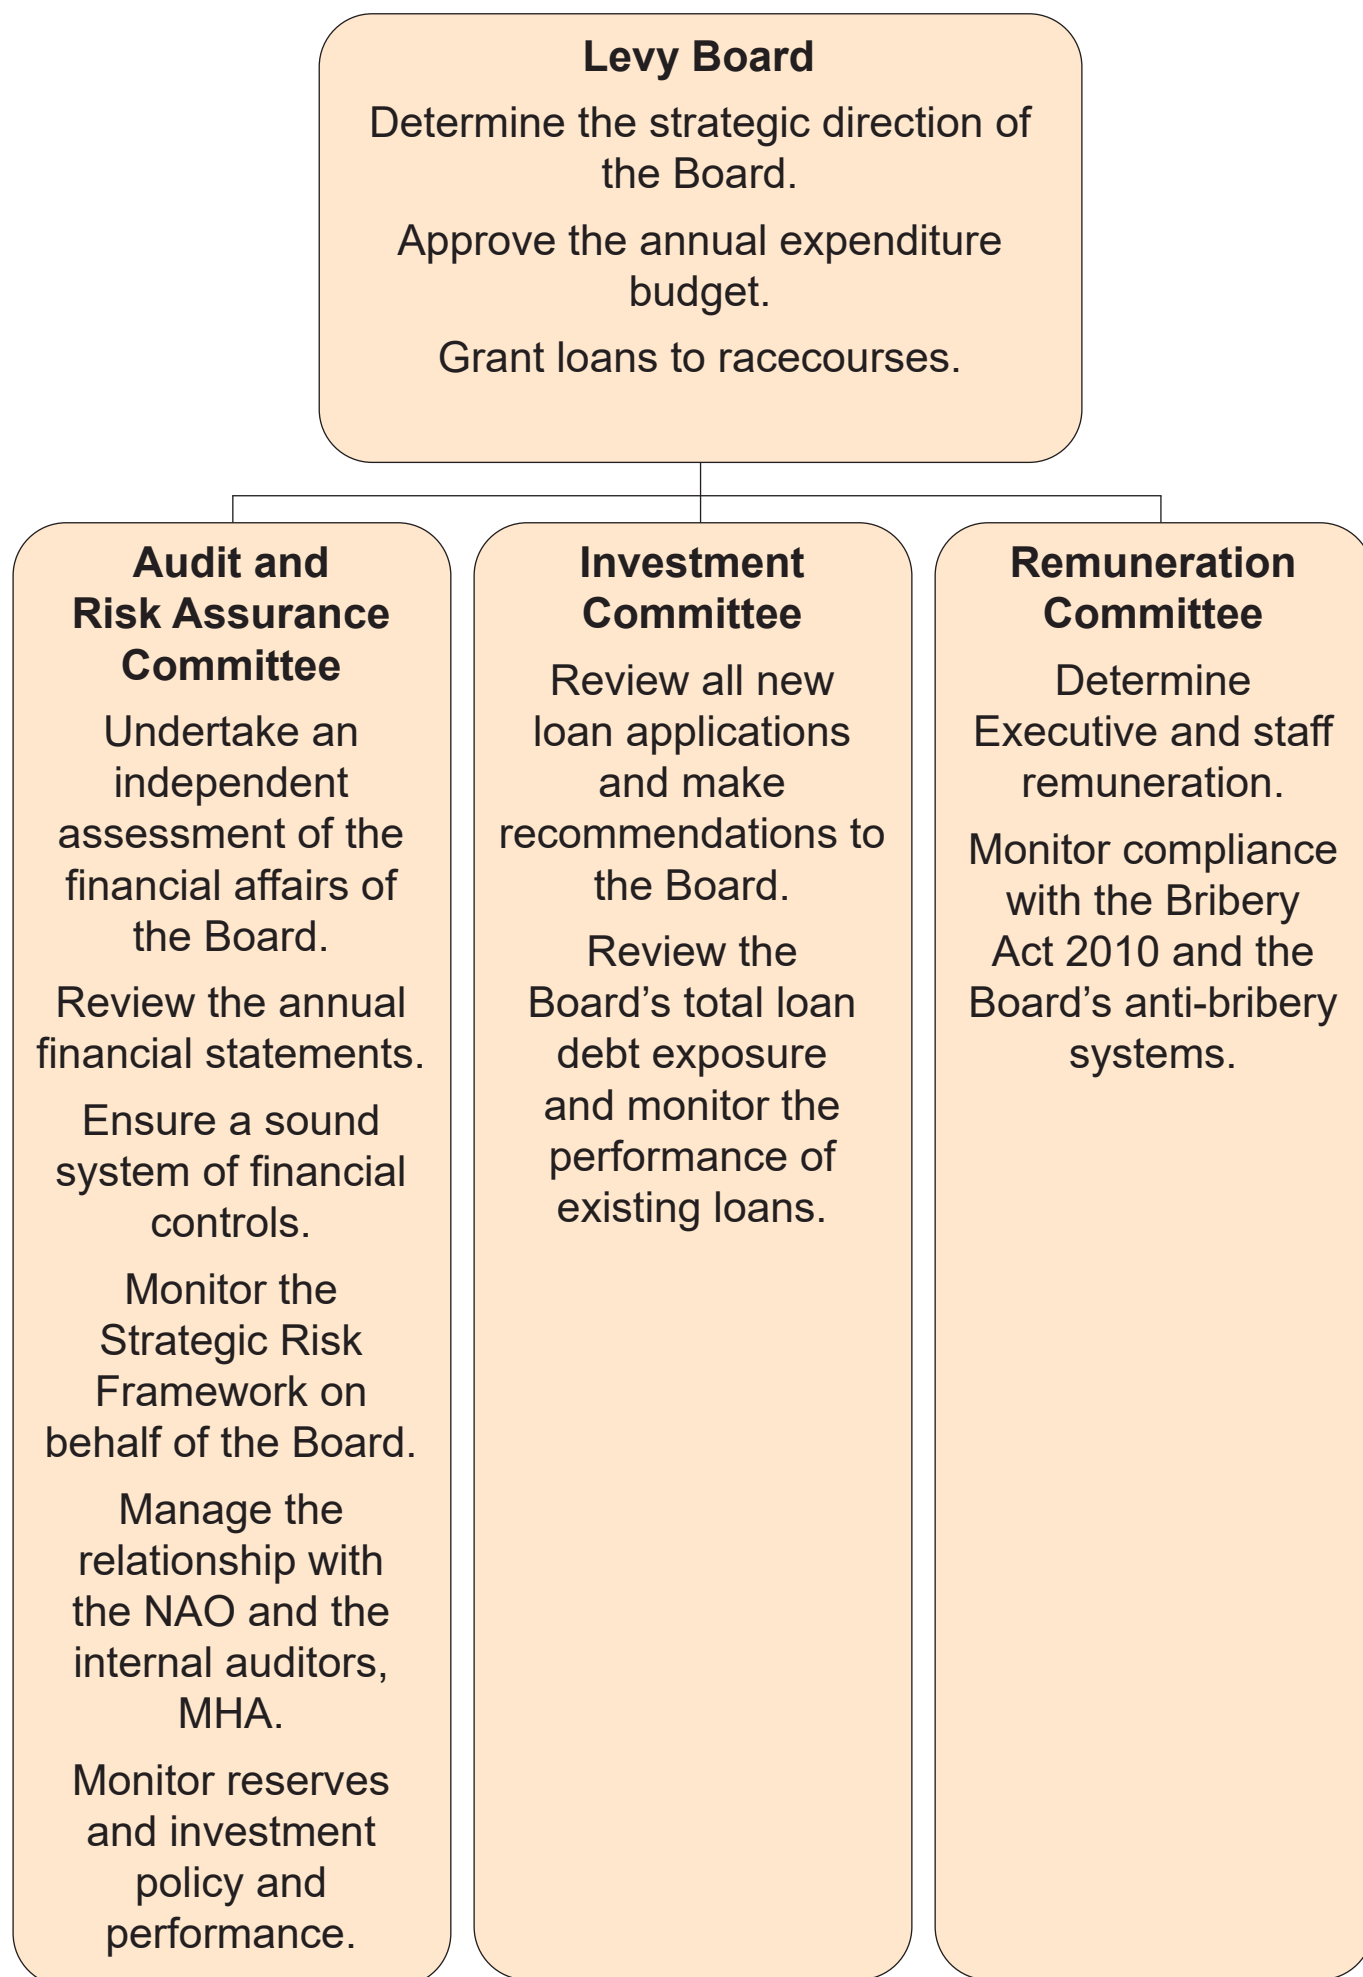 Levy Board
Determine the strategic direction of
the Board.
Approve the annual expenditure
budget.
Grant loans to racecourses.
Audit and
Risk Assurance
Committee
Undertake an
independent
assessment of the
financial affairs of
the Board.
Review the annual
financial statements.
Ensure a sound
system of financial
controls.
Monitor the
Strategic Risk
Framework on
behalf of the Board.
Manage the
relationship with
the NAO and the
internal auditors,
MHA.
Monitor reserves
and investment
policy and
performance.
Investment
Committee
Review all new
loan applications
and make
recommendations to
the Board.
Review the
Board’s total loan
debt exposure
and monitor the
performance of
existing loans.
Remuneration
Committee
Determine
Executive and staff
remuneration.
Monitor compliance
with the Bribery
Act 2010 and the
Board’s anti-bribery
systems.